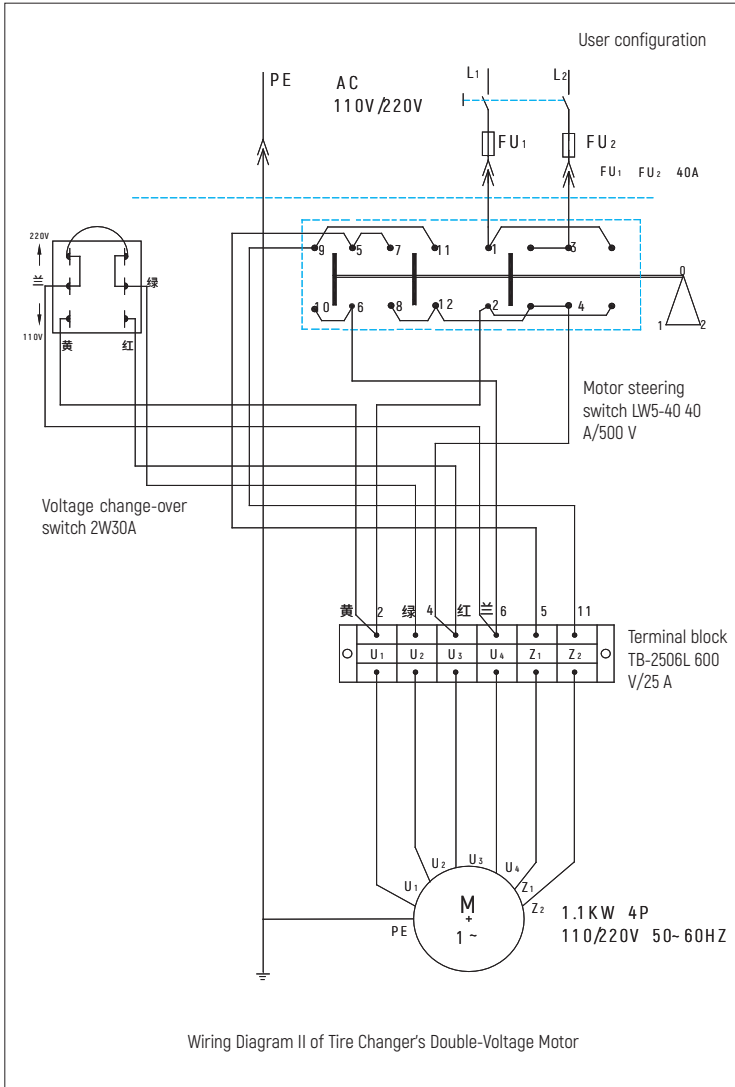 User configuration
PE
AC
110V/220V
L1
L2
FU1
FU2
FU1 FU2 40A
220V
兰
绿
110V
黄
红
9
5
7
11
1
3
10
6
8
12
2
4
0
1
2
Motor steering
switch LW5-40 40
A/500 V
Voltage change-over
switch 2W30A
黄 2 绿 4 红 兰 6 5 11
U1 U2 U3 U4 Z1 Z2
Terminal block
TB-2506L 600
V/25 A
U1
U2
U3
U4
Z1
Z2
PE
M
+
1 ~
1.1KW 4P
110/220V 50~60HZ
Wiring Diagram II of Tire Changer's Double-Voltage Motor